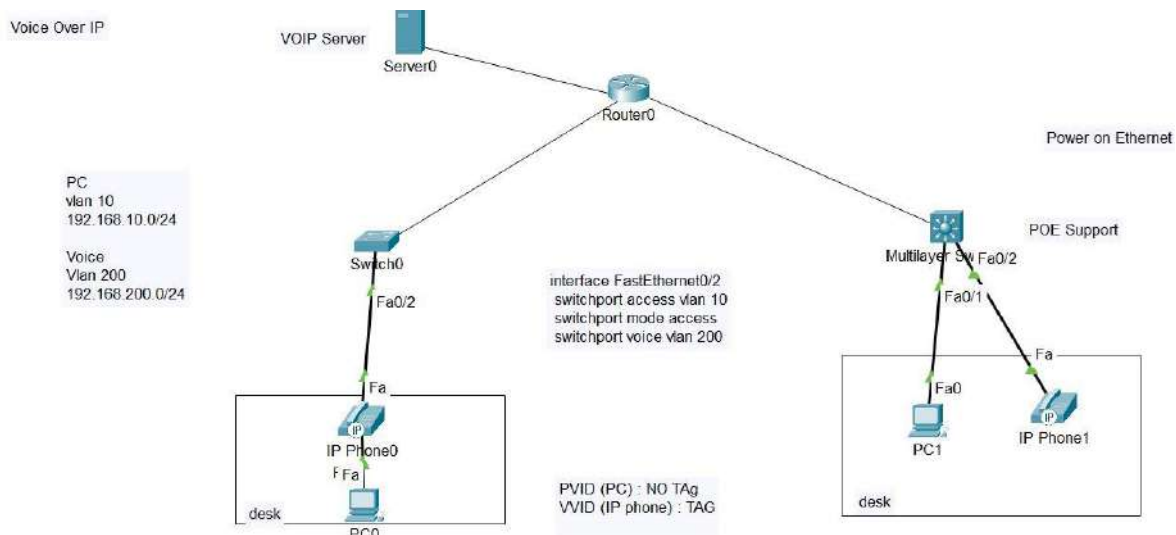 Voice Over IP
VOIP Server
Server0
Router0
Power on Ethernet
PC
vlan 10
192.168.10.0/24
Voice
Vlan 200
192.168.200.0/24
Switch0
Fa0/2
interface FastEthernet0/2
switchport access vlan 10
switchport mode access
switchport voice vlan 200
POE Support
Multilayer Sw
Fa0/2
Fa0/1
Fa
IP
IP Phone0
Fa
PC0
desk
PVID (PC) : NO TAg
VVID (IP phone) : TAG
Fa
Fa0
PC1
IP
IP Phone1
desk